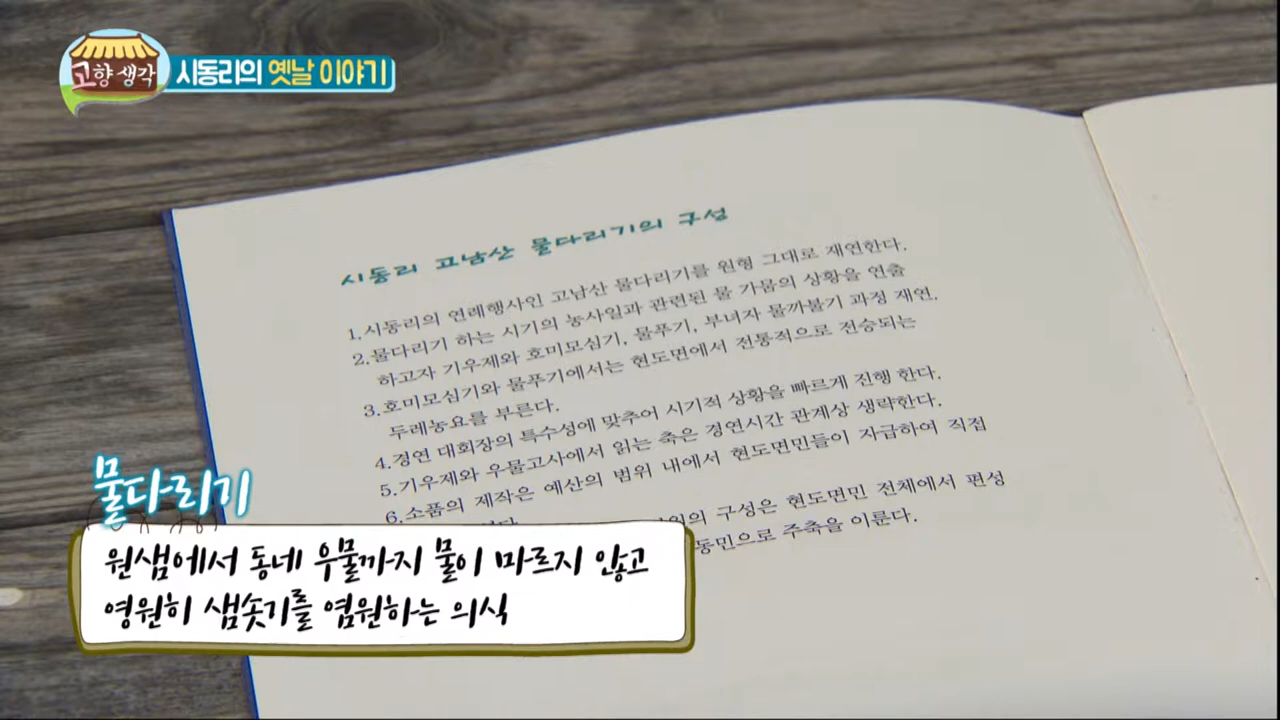 고향 생각
시동리의 옛날 이야기
시동리 고남산 물다리기의 구성
1.시동리의 연례행사인 고남산 물다리기를 원형 그대로 재연한다.
2.물다리기 하는 시기의 농사일과 관련된 물 가뭄의 상황을 연출
하고자 기우제와 호미모심기, 물푸기, 부녀자 물까불기 과정 재연.
3.호미모심기와 물푸기에서는 현도면에서 전통적으로 전승되는
두레농요를 부른다.
4.경연 대회장의 특수성에 맞추어 시기적 상황을 빠르게 진행 한다.
5.기우제와 우물고사에서 읽는 축은 경연시간 관계상 생략한다.
6.소품의 제작은 예산의 범위 내에서 현도면민들이 자급하여 직접
구성은 현도면민 전체에서 편성
동민으로 주축을 이룬다.
물다리기
원샘에서 동네 우물까지 물이 마르지 않고
영원히 샘솟기를 염원하는 의식